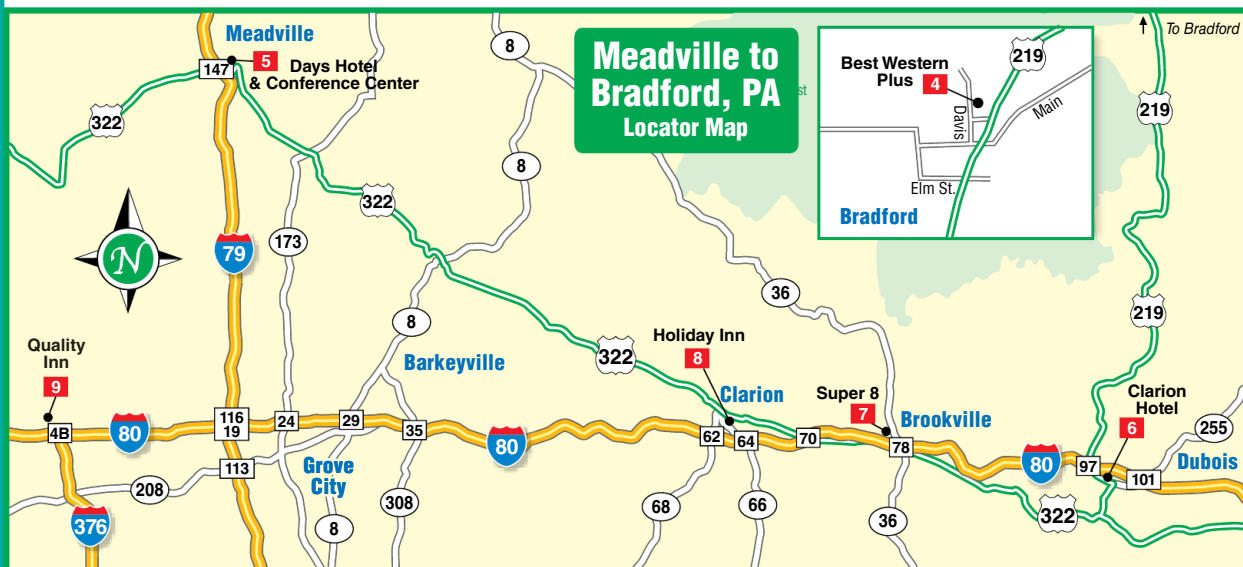 Meadville to
Bradford, PA
Locator Map
Meadville
147
5
Days Hotel
& Conference Center
322
8
st
To Bradford
219
Best Western
Plus
4
219
Davis
Main
Elm St.
Bradford
219
8
322
173
N
79
36
219
8
Quality
Inn
9
Barkeyville
322
Holiday Inn
8
Clarion
Super 8
7
Brookville
Clarion
Hotel
6
255
Dubois
4B
80
116
19
24
29
35
80
62
64
70
78
80
97
101
113
Grove
City
208
308
68
66
36
322
376
8